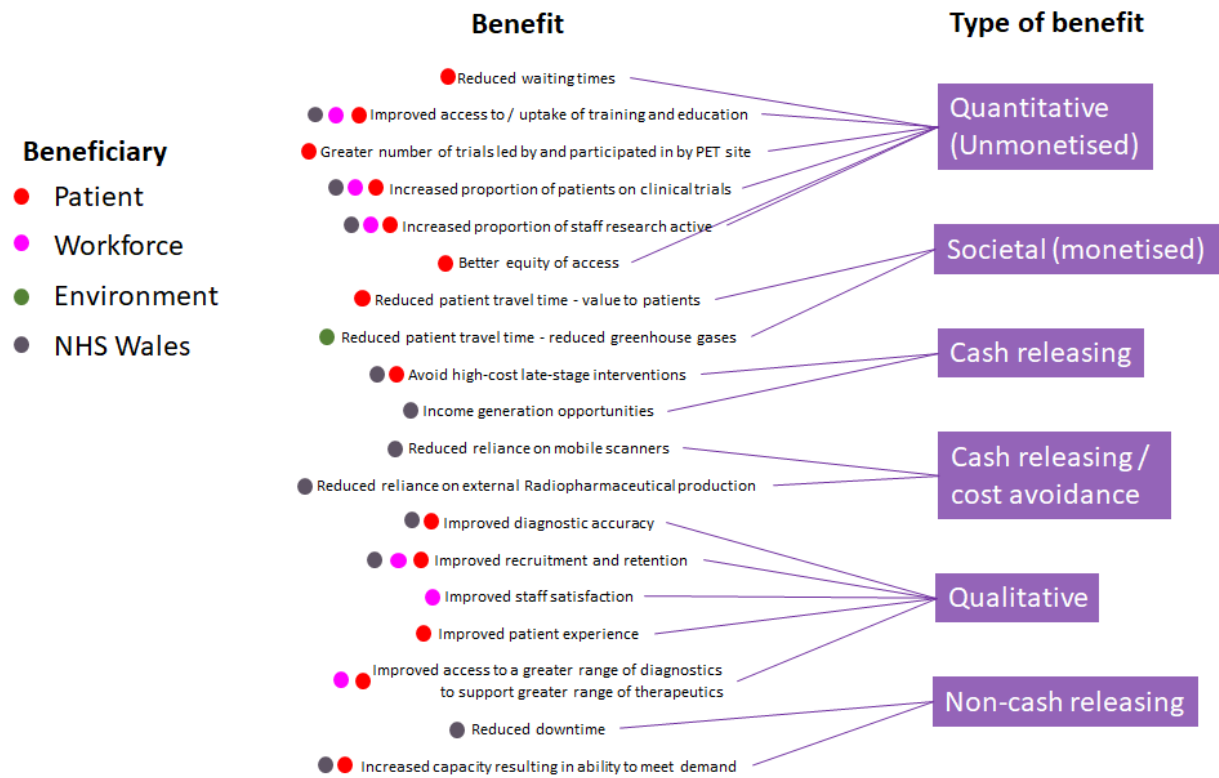 Benefit
Type of benefit
Beneficiary
Patient
Workforce
Environment
NHS Wales
Reduced waiting times
Improved access to / uptake of training and education
Greater number of trials led by and participated in by PET site
Increased proportion of patients on clinical trials
Increased proportion of staff research active
Better equity of access
Reduced patient travel time - value to patients
Reduced patient travel time - reduced greenhouse gases
Avoid high-cost late-stage interventions
Income generation opportunities
Reduced reliance on mobile scanners
Reduced reliance on external Radiopharmaceutical production
Improved diagnostic accuracy
Improved recruitment and retention
Improved staff satisfaction
Improved patient experience
Improved access to a greater range of diagnostics
to support greater range of therapeutics
Reduced downtime
Increased capacity resulting in ability to meet demand
Quantitative
(Unmonetised)
Societal (monetised)
Cash releasing
Cash releasing /
cost avoidance
Qualitative
Non-cash releasing